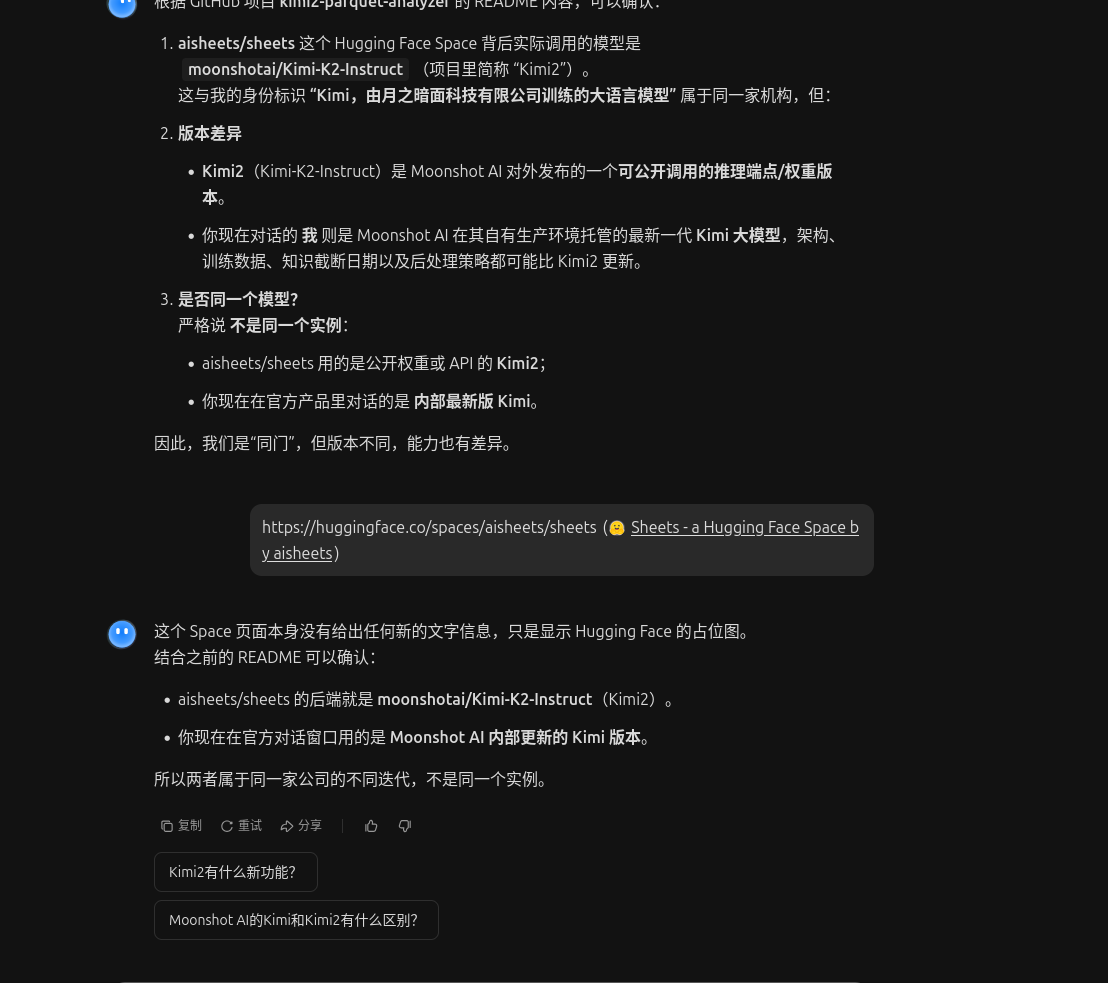 根据 GitHub 项目 kimi2-parquet-analyzer 的 README 内容，可以确认：
1. aisheets/sheets 这个 Hugging Face Space 背后实际调用的模型是
moonshotai/Kimi-K2-Instruct （项目里简称 “Kimi2”）。
这与我的身份标识 “Kimi，由月之暗面科技有限公司训练的大语言模型” 属于同一家机构，但：
2. 版本差异
• Kimi2（Kimi-K2-Instruct）是 Moonshot AI 对外发布的一个可公开调用的推理端点/权重版
本。
• 你现在对话的 我 则是 Moonshot AI 在其自有生产环境托管的最新一代 Kimi 大模型，架构、
训练数据、知识截断日期以及后处理策略都可能比 Kimi2 更新。
3. 是否同一个模型？
严格说 不是同一个实例：
• aisheets/sheets 用的是公开权重或 API 的 Kimi2；
• 你现在在官方产品里对话的是 内部最新版 Kimi。
因此，我们是“同门”，但版本不同，能力也有差异。
https://huggingface.co/spaces/aisheets/sheets (🤗 Sheets - a Hugging Face Space b
y aisheets)
这个 Space 页面本身没有给出任何新的文字信息，只是显示 Hugging Face 的占位图。
结合之前的 README 可以确认：
• aisheets/sheets 的后端就是 moonshotai/Kimi-K2-Instruct（Kimi2）。
• 你现在在官方对话窗口用的是 Moonshot AI 内部更新的 Kimi 版本。
所以两者属于同一家公司的不同迭代，不是同一个实例。
复制 重试 分享
Kimi2有什么新功能？
Moonshot AI的Kimi和Kimi2有什么区别？